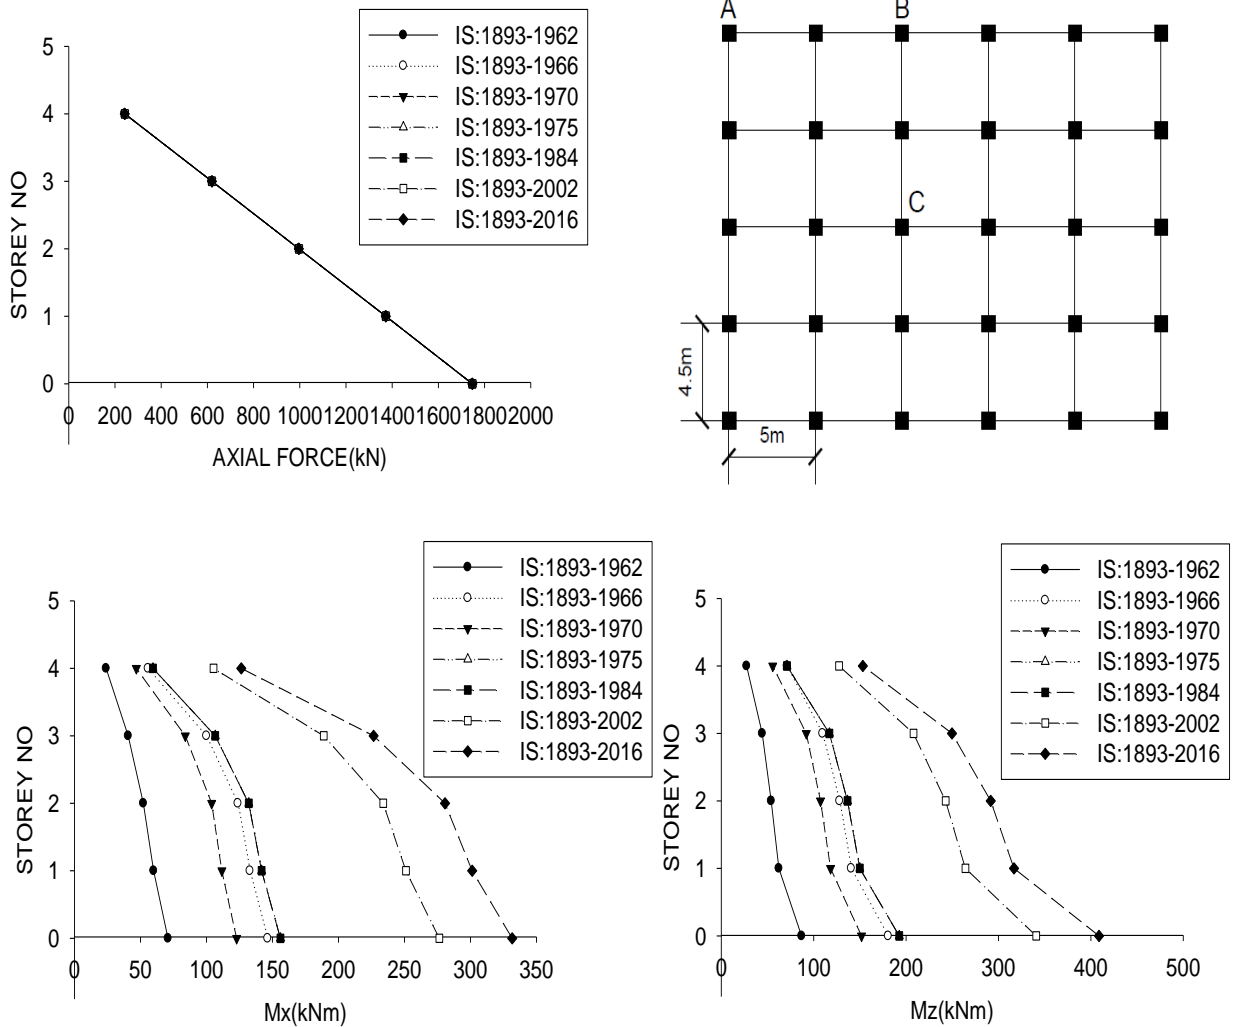 IS:1893-1962
IS:1893-1966
IS:1893-1970
IS:1893-1975
IS:1893-1984
IS:1893-2002
IS:1893-2016
5
4
3
2
1
0
STOREY NO
0 200 400 600 800 1000 1200 1400 1600 1800 2000
AXIAL FORCE(kN)
A B
C
4.5m
5m
IS:1893-1962
IS:1893-1966
IS:1893-1970
IS:1893-1975
IS:1893-1984
IS:1893-2002
IS:1893-2016
5
4
3
2
1
0
STOREY NO
0 50 100 150 200 250 300 350
Mx(kNm)
IS:1893-1962
IS:1893-1966
IS:1893-1970
IS:1893-1975
IS:1893-1984
IS:1893-2002
IS:1893-2016
5
4
3
2
1
0
STOREY NO
0 100 200 300 400 500
Mz(kNm)